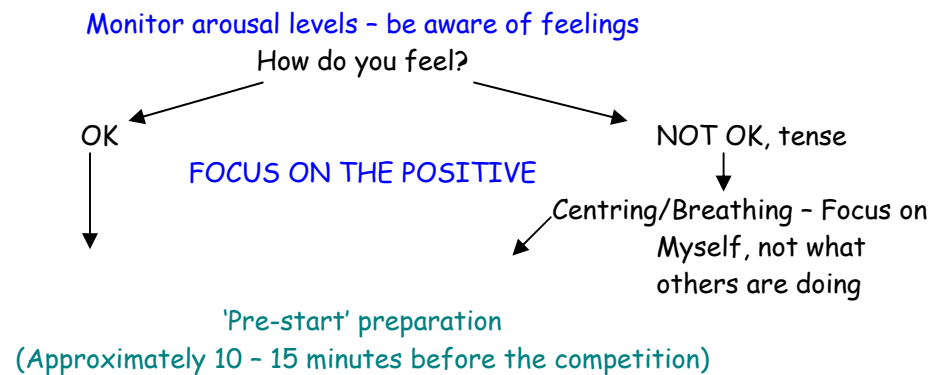 Monitor arousal levels – be aware of feelings
How do you feel?
OK
NOT OK, tense
FOCUS ON THE POSITIVE
Centring/Breathing – Focus on
Myself, not what
others are doing
‘Pre-start’ preparation
(Approximately 10 – 15 minutes before the competition)